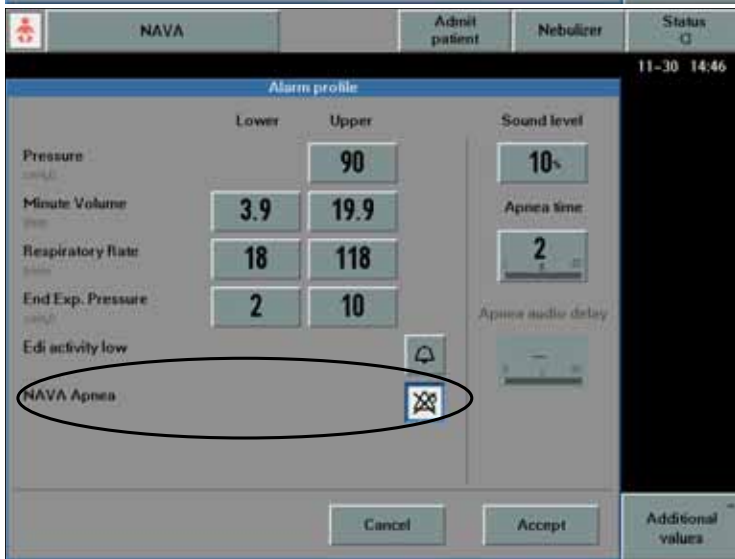 NAVA
Admit patient
Nebulizer
Status
11-30 14:46
Alarm profile
Lower Upper Sound level
Pressure 90 10%
Minute Volume 3.9 19.9 Apnea time
Respiratory Rate 18 118 2
End Exp. Pressure 2 10 Apnea audio delay
Edi activity low
NAVA Apnea
Cancel Accept
Additional values